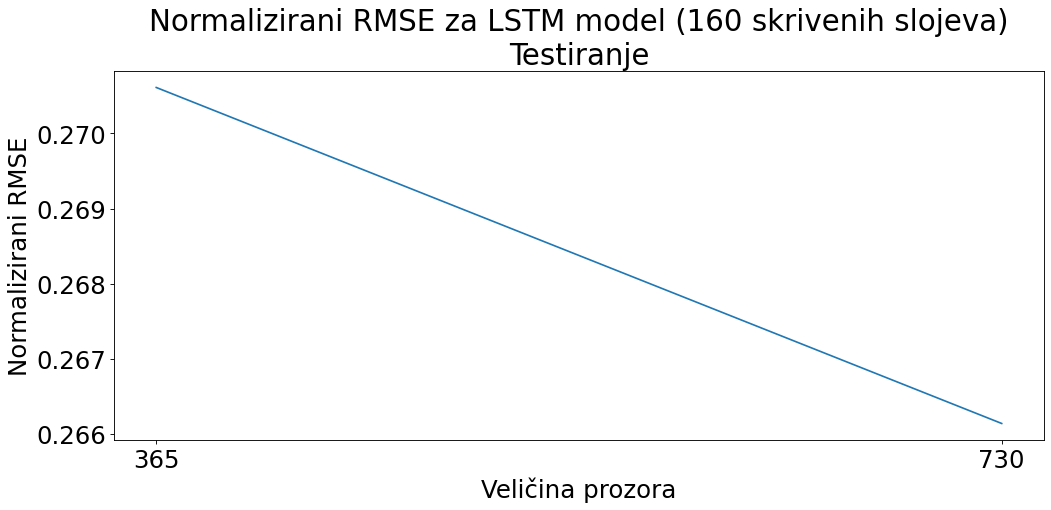 Normalizirani RMSE za LSTM model (160 skrivenih slojeva)
Testiranje
Normalizirani RMSE
0.270
0.269
0.268
0.267
0.266
365
730
Veličina prozora